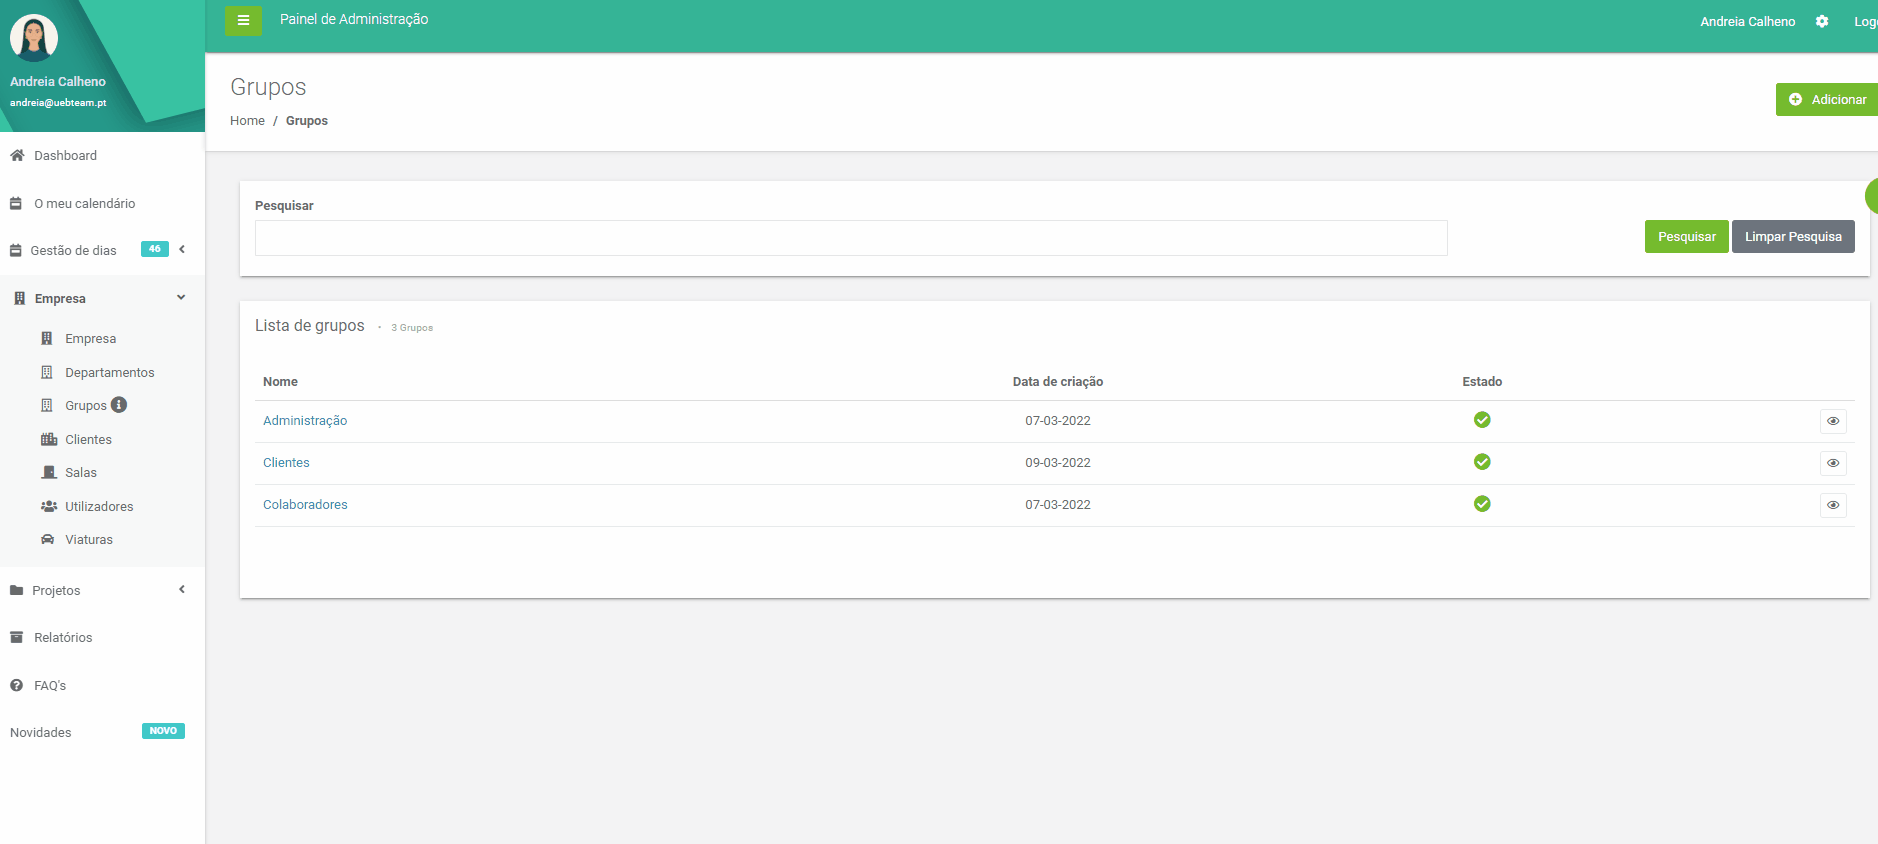 Andreia Calheno
andreia@uebteam.pt
Dashboard
O meu calendário
Gestão de dias 46
Empresa
Empresa
Departamentos
Grupos
Clientes
Salas
Utilizadores
Viaturas
Projetos
Relatórios
FAQ's
Novidades NOVO
Painel de Administração
Andreia Calheno
Grupos
Home / Grupos
Adicionar
Pesquisar
Pesquisar Limpar Pesquisa
Lista de grupos • 3 Grupos
Nome Data de criação Estado
Administração 07-03-2022
Clientes 09-03-2022
Colaboradores 07-03-2022